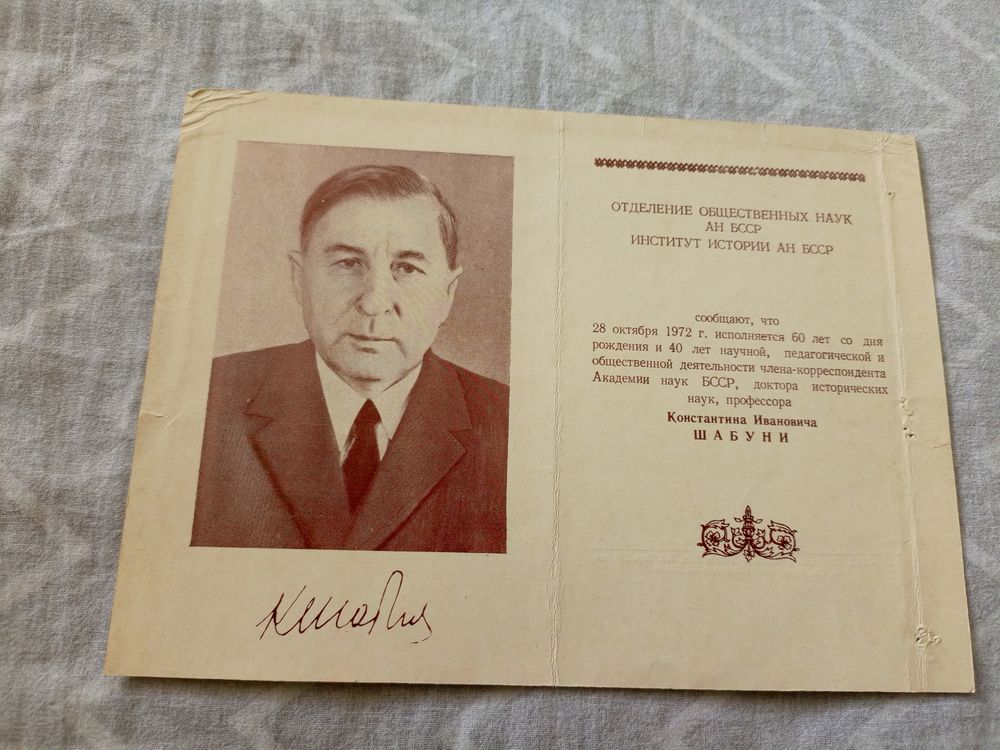 ОТДЕЛЕНИЕ ОБЩЕСТВЕННЫХ НАУК
АН БССР
ИНСТИТУТ ИСТОРИИ АН БССР
сообщают, что
28 октября 1972 г. исполняется 60 лет со дня
рождения и 40 лет научной, педагогической и
общественной деятельности члена-корреспондента
Академии наук БССР, доктора исторических
наук, профессора
Константина Ивановича
ШАБУНИ